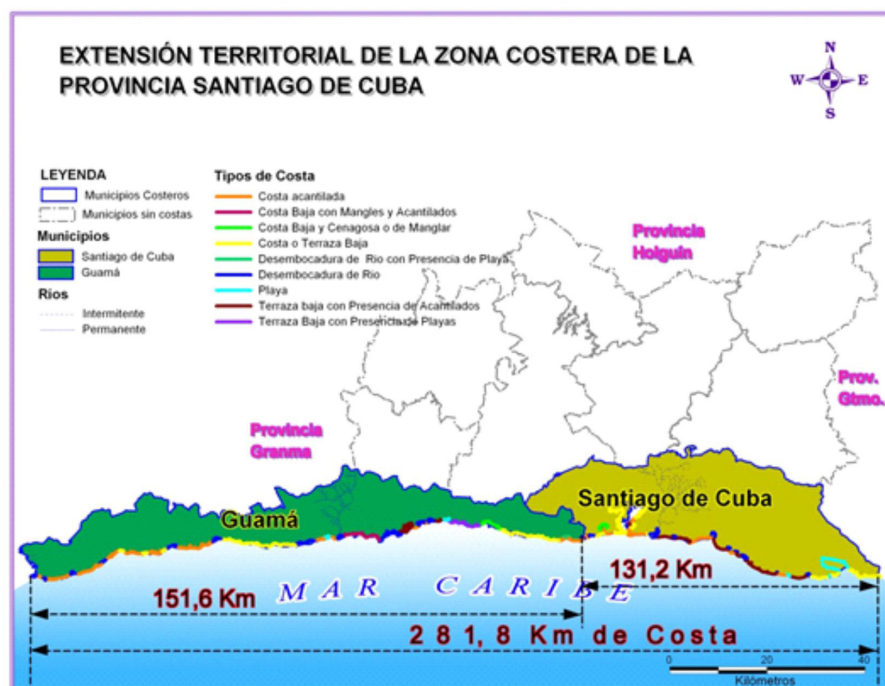 EXTENSIÓN TERRITORIAL DE LA ZONA COSTERA DE LA
PROVINCIA SANTIAGO DE CUBA
N
W
E
S
LEYENDA
Municipios Costeros
Municipios sin costas
Municipios
Santiago de Cuba
Guamá
Ríos
Intermitente
Permanente
Tipos de Costa
Costa acantilada
Costa Baja con Mangles y Acantilados
Costa Baja y Cenagosa o de Manglar
Costa o Terraza Baja
Desembocadura de Rio con Presencia de Playa
Desembocadura de Rio
Playa
Terraza baja con Presencia de Acantilados
Terraza Baja con Presencia de Playas
Provincia
Holguin
Prov.
Gtmo.
Provincia
Granma
Guamá
Santiago de Cuba
MAR CARIBE
151,6 Km
131,2 Km
281,8 Km de Costa
0 20 40
Kilómetros